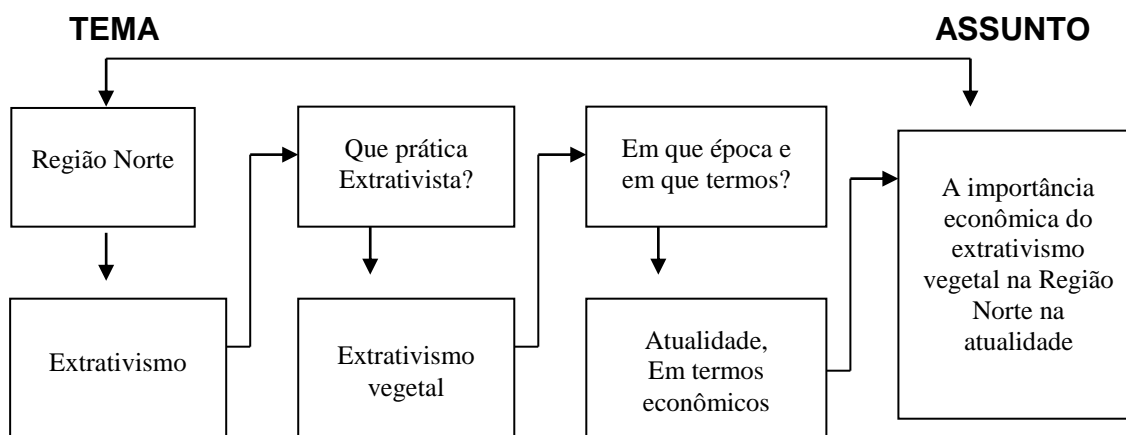 TEMA
ASSUNTO
Região Norte
Extrativismo
Que prática
Extrativista?
Extrativismo
vegetal
Em que época e
em que termos?
Atualidade,
Em termos
econômicos
A importância
econômica do
extrativismo
vegetal na Região
Norte na
atualidade